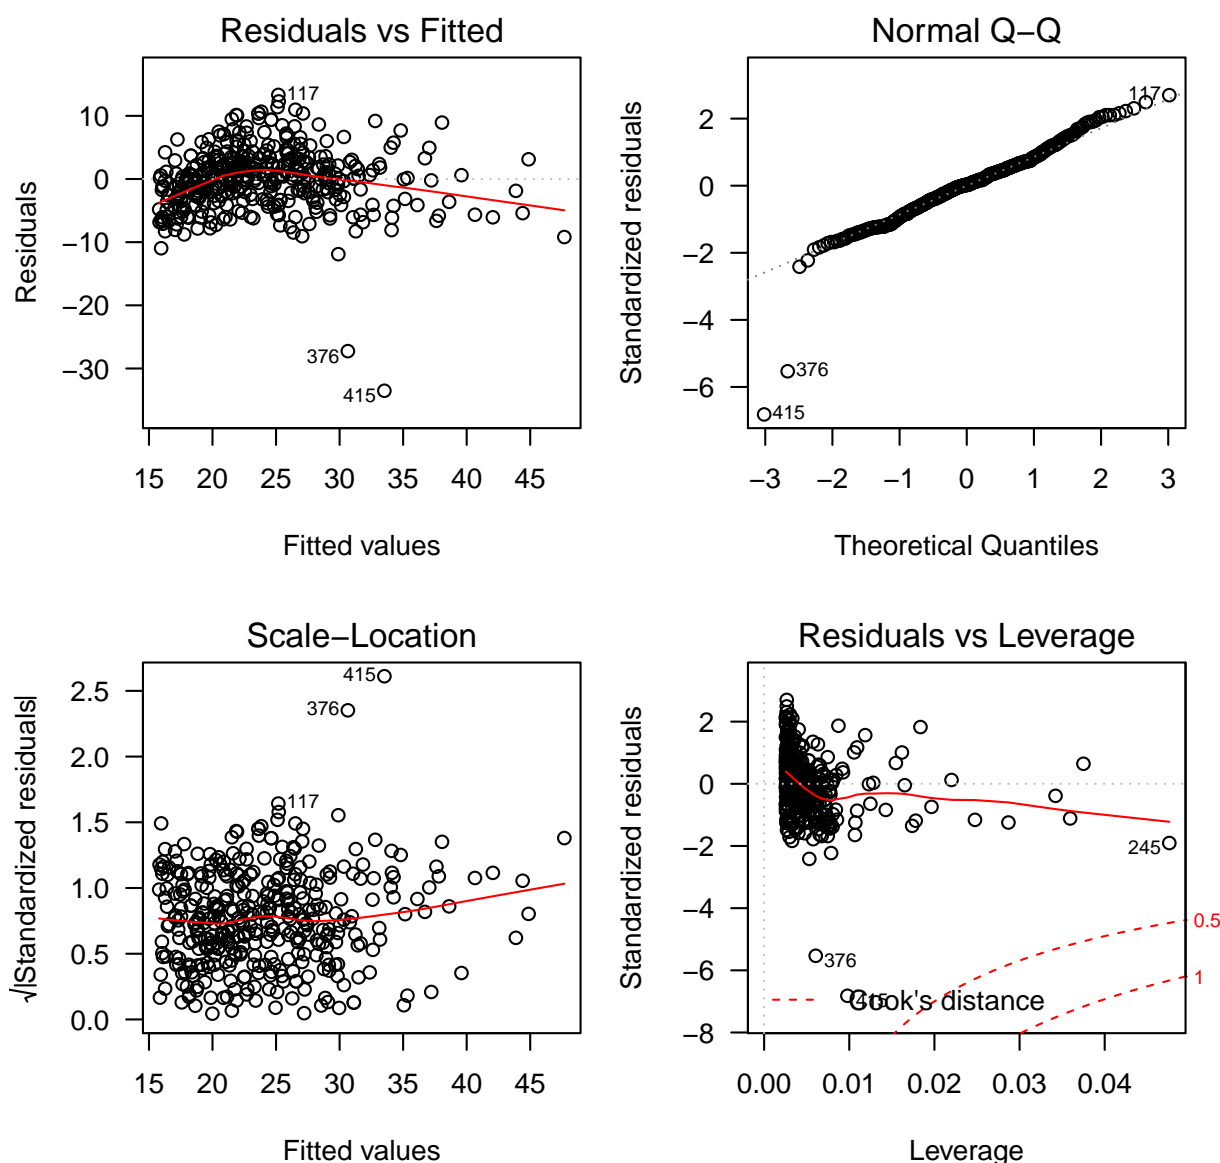 Residuals vs Fitted
Residuals
10
0
−10
−20
−30
117
376
415
15 20 25 30 35 40 45
Fitted values
Normal Q−Q
Standardized residuals
2
0
−2
−4
−6
117
376
415
−3 −2 −1 0 1 2 3
Theoretical Quantiles
Scale−Location
√|Standardized residuals|
2.5
2.0
1.5
1.0
0.5
0.0
415
376
117
15 20 25 30 35 40 45
Fitted values
Residuals vs Leverage
Standardized residuals
2
0
−2
−4
−6
−8
245
376
415
Cook's distance
0.5
1
0.00 0.01 0.02 0.03 0.04
Leverage